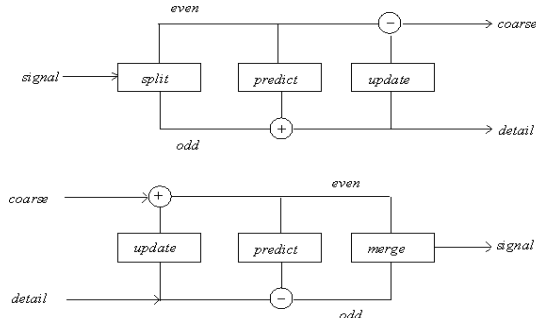 even
−
coarse
signal
split
predict
update
+
detail
odd
even
coarse
+
update
predict
merge
signal
detail
−
odd